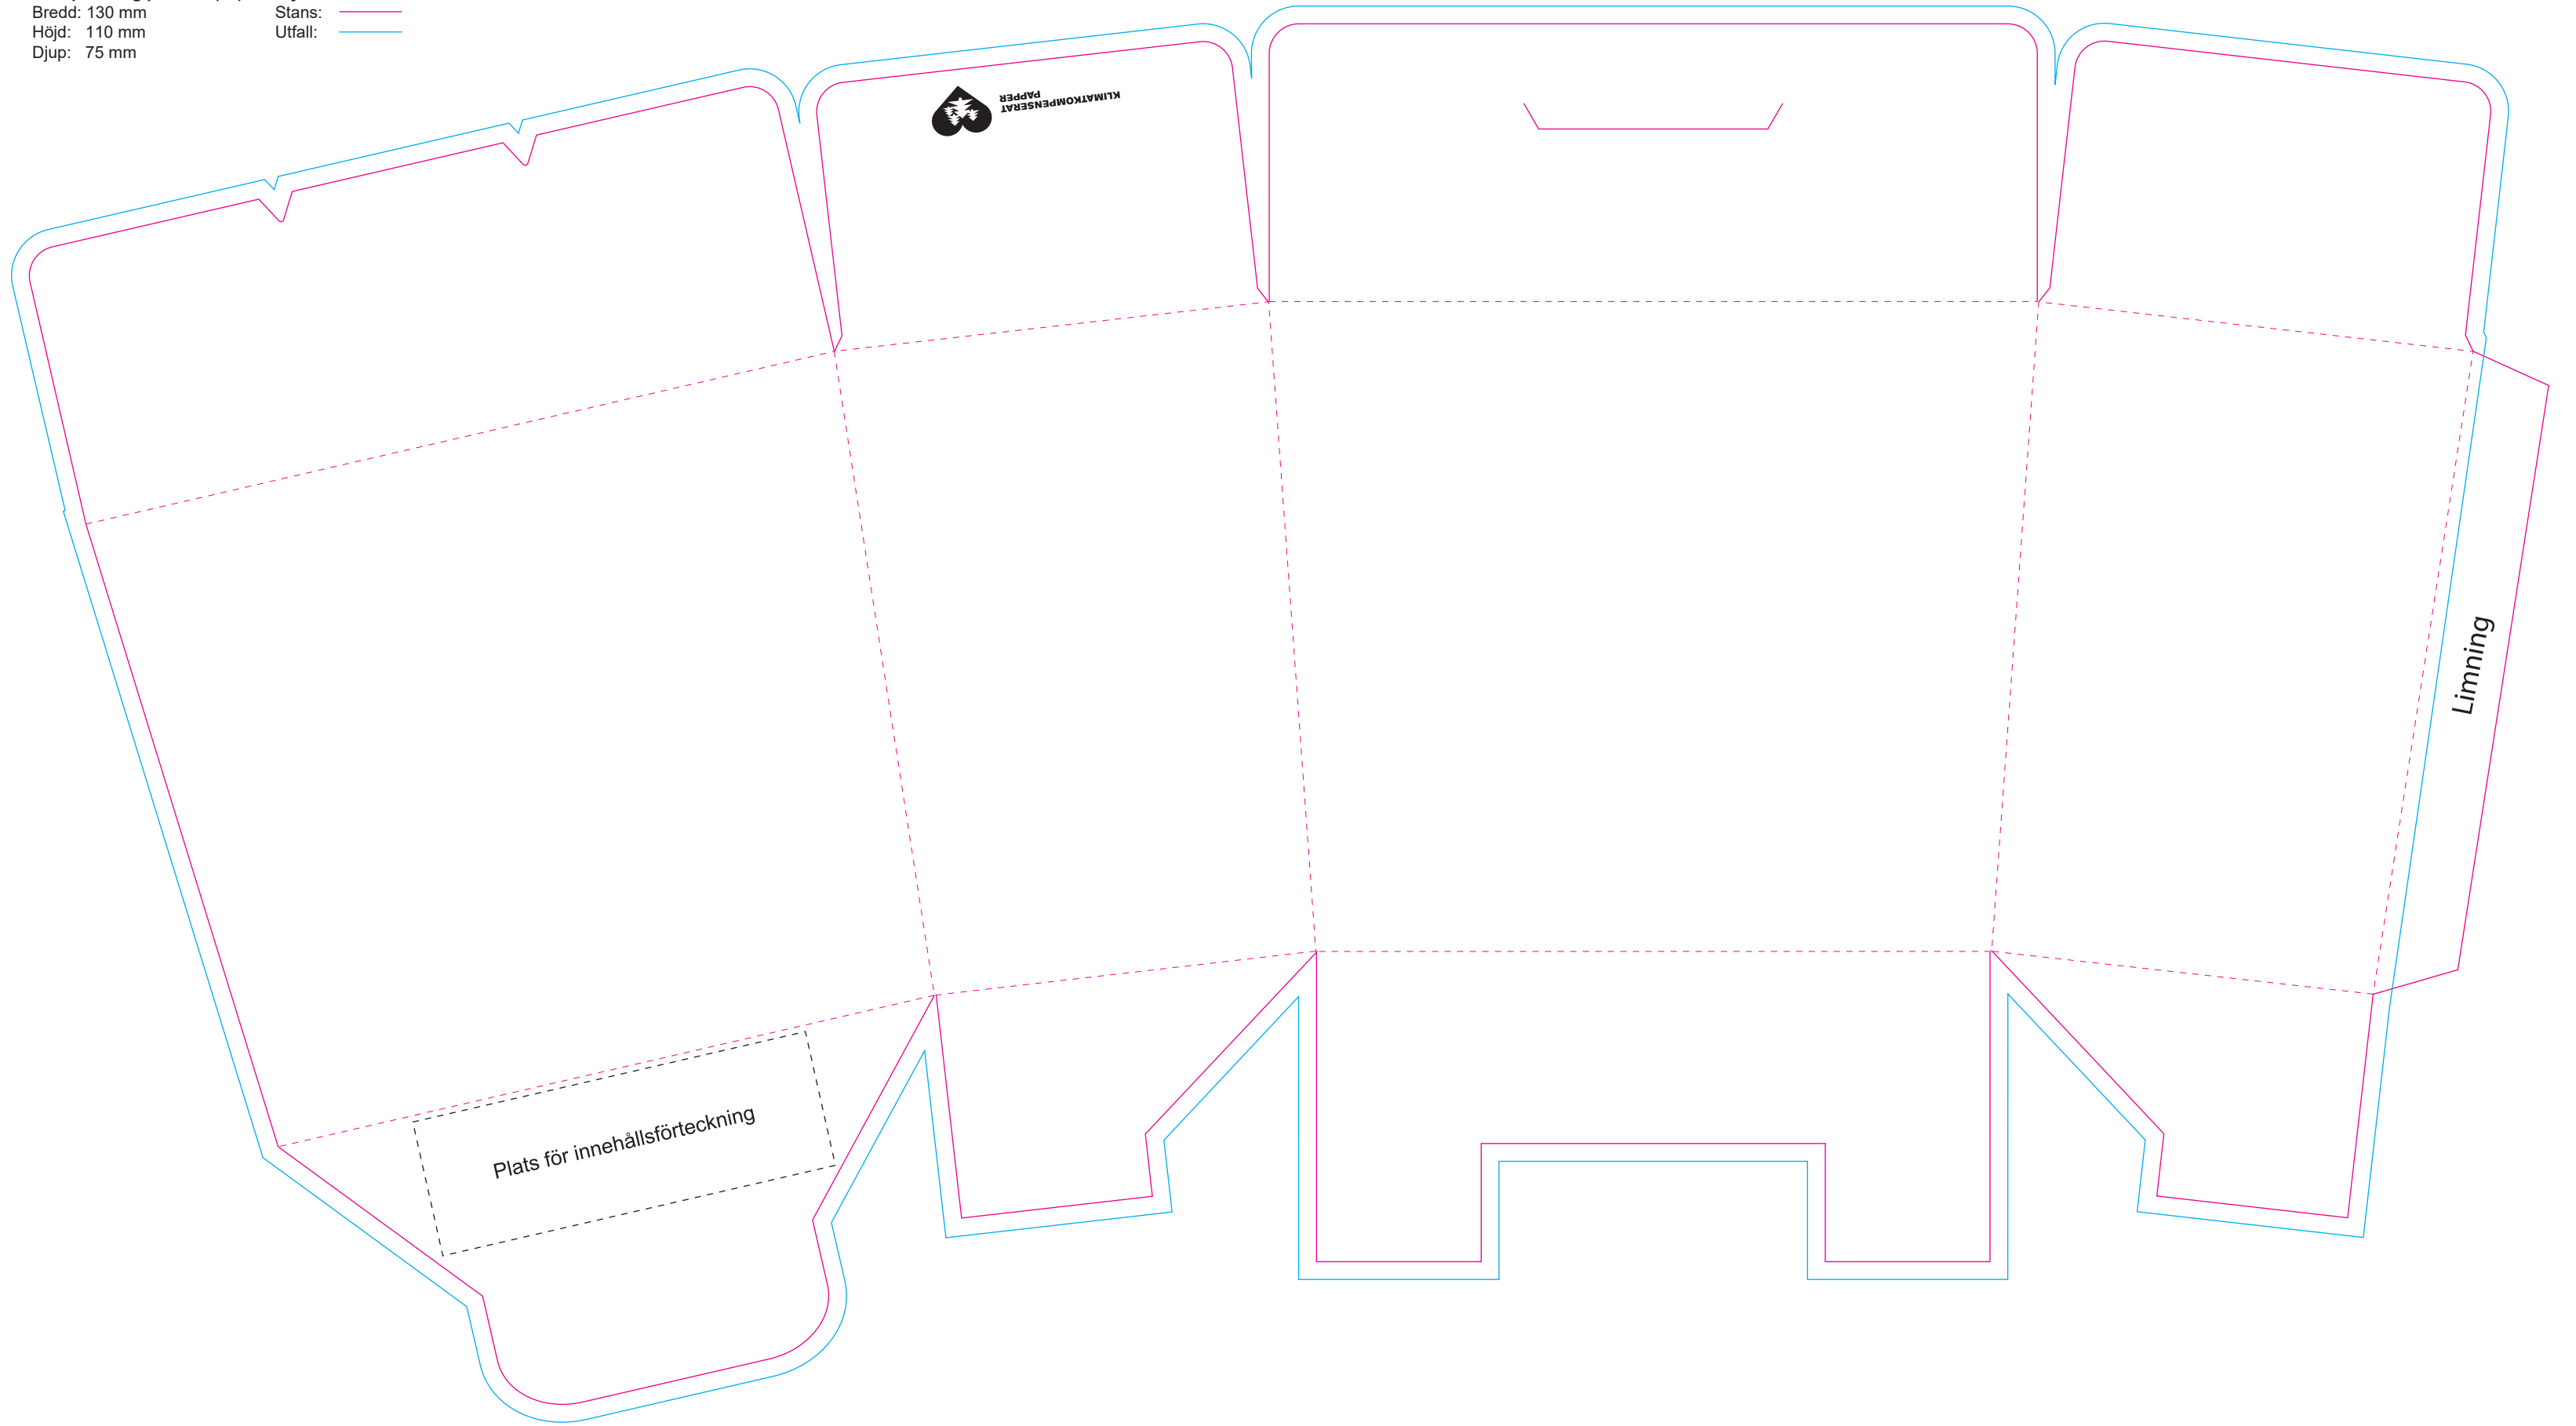 Bredd: 130 mm
Höjd: 110 mm
Djup: 75 mm
Stans:
Utfall:
KLIMATKOMPENSERAT
PAPPER
Limning
Plats för innehållsförteckning